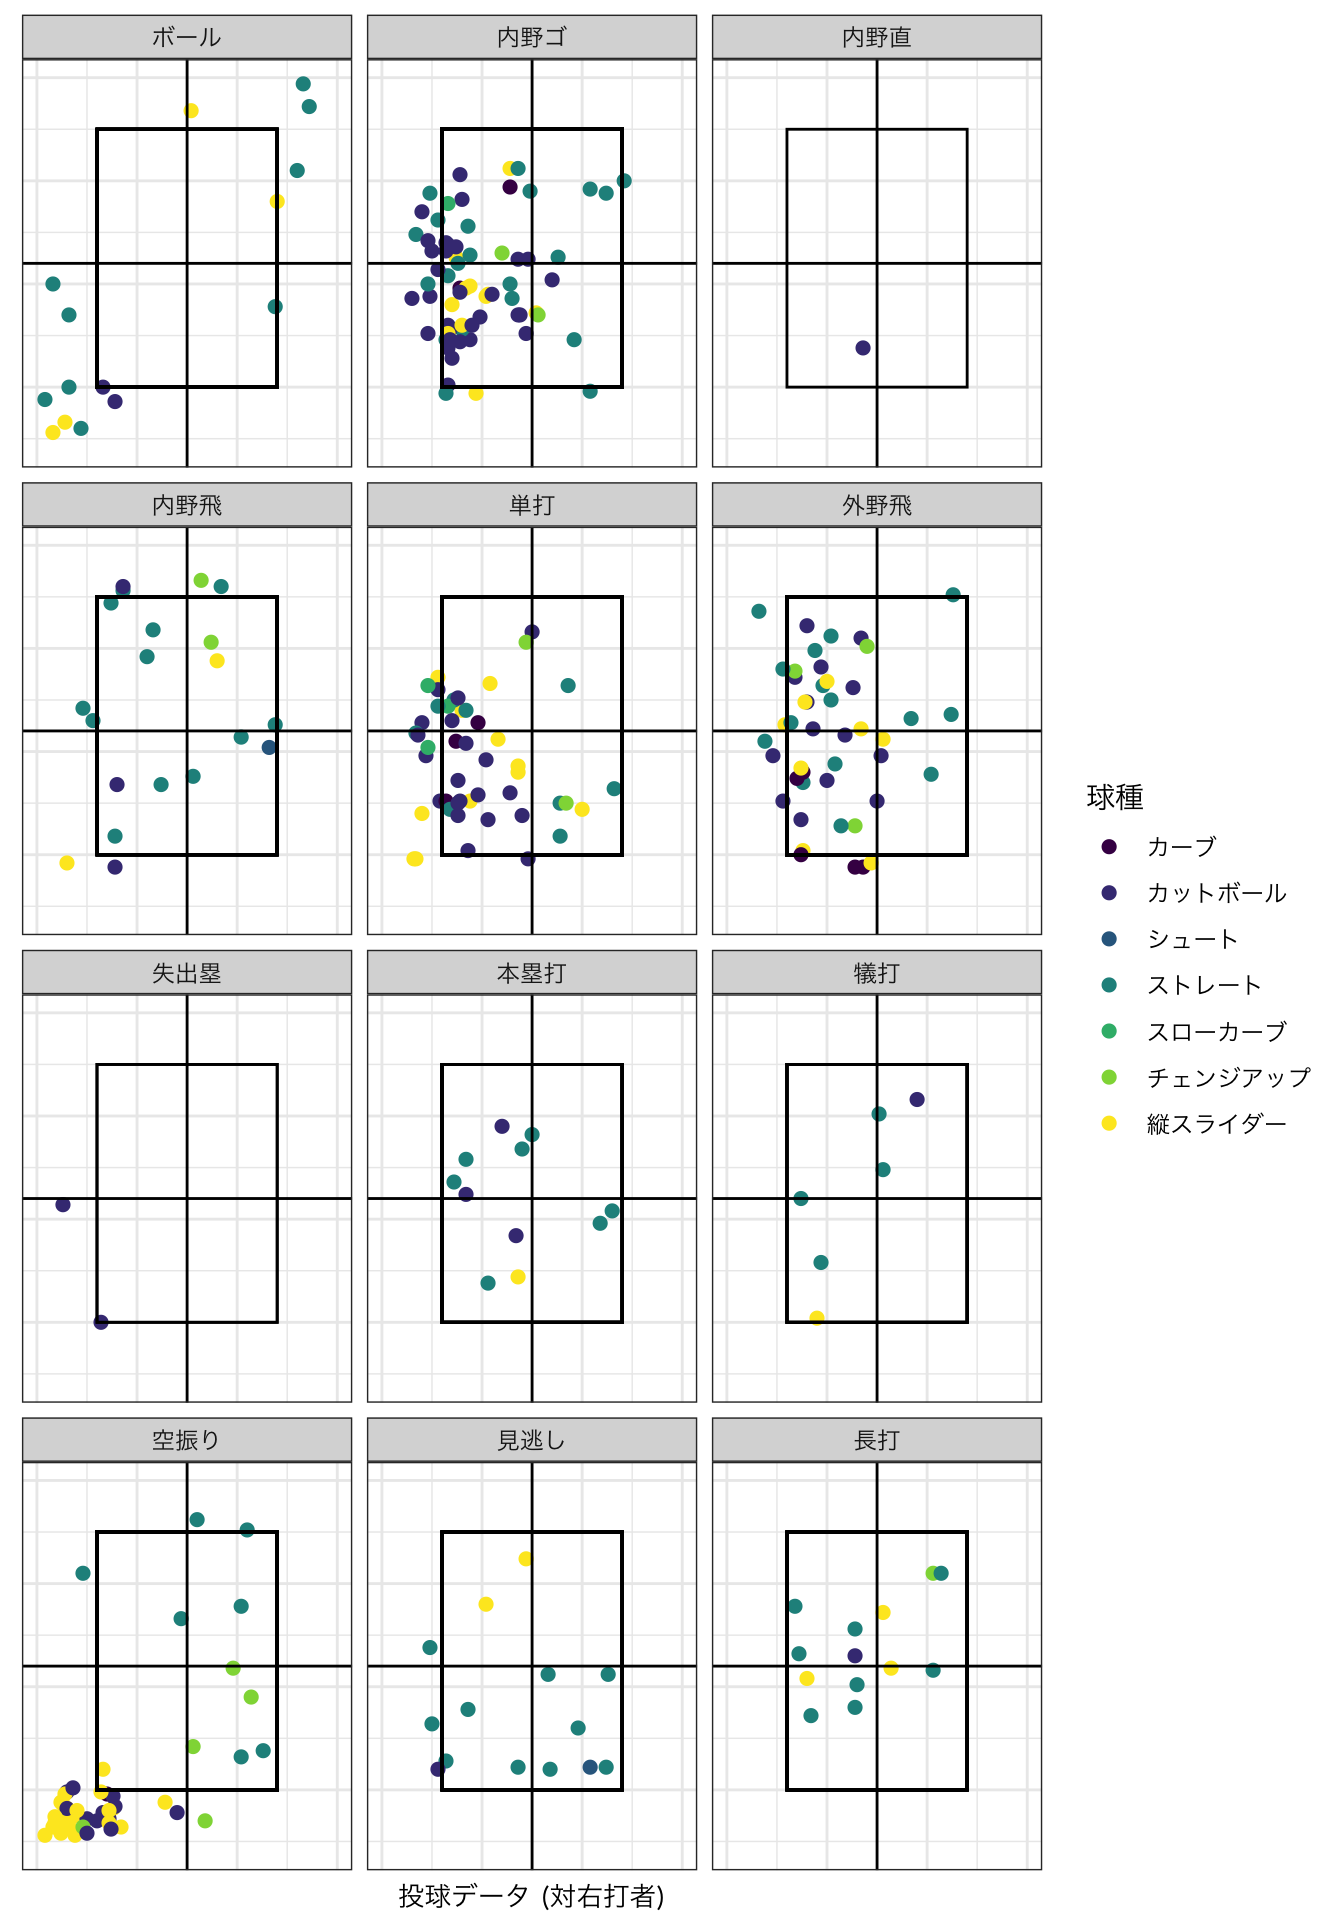 ボール
内野ゴ
内野直
内野飛
単打
外野飛
失出塁
本塁打
犠打
空振り
見逃し
長打
投球データ (対右打者)
球種
カーブ
カットボール
シュート
ストレート
スローカーブ
チェンジアップ
縦スライダー